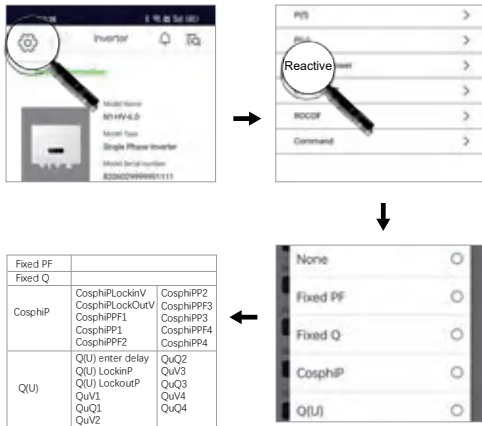 Inverter
Model Name
N1-HV-6.0
Model Type
Single Phase Inverter
Model Serial number
P(f)
Reactive
ROCOF
Command
None
Fixed PF
Fixed Q
CosphiP
Q(U)
Fixed PF
Fixed Q
CosphiP
CosphiPLockinV
CosphiPLockOutV
CosphiPPF1
CosphiPP1
CosphiPPF2
CosphiPP2
CosphiPPF3
CosphiPP3
CosphiPPF4
CosphiPP4
Q(U)
Q(U) enter delay
Q(U) LockinP
Q(U) LockoutP
QuV1
QuQ1
QuV2
QuQ2
QuV3
QuQ3
QuV4
QuQ4